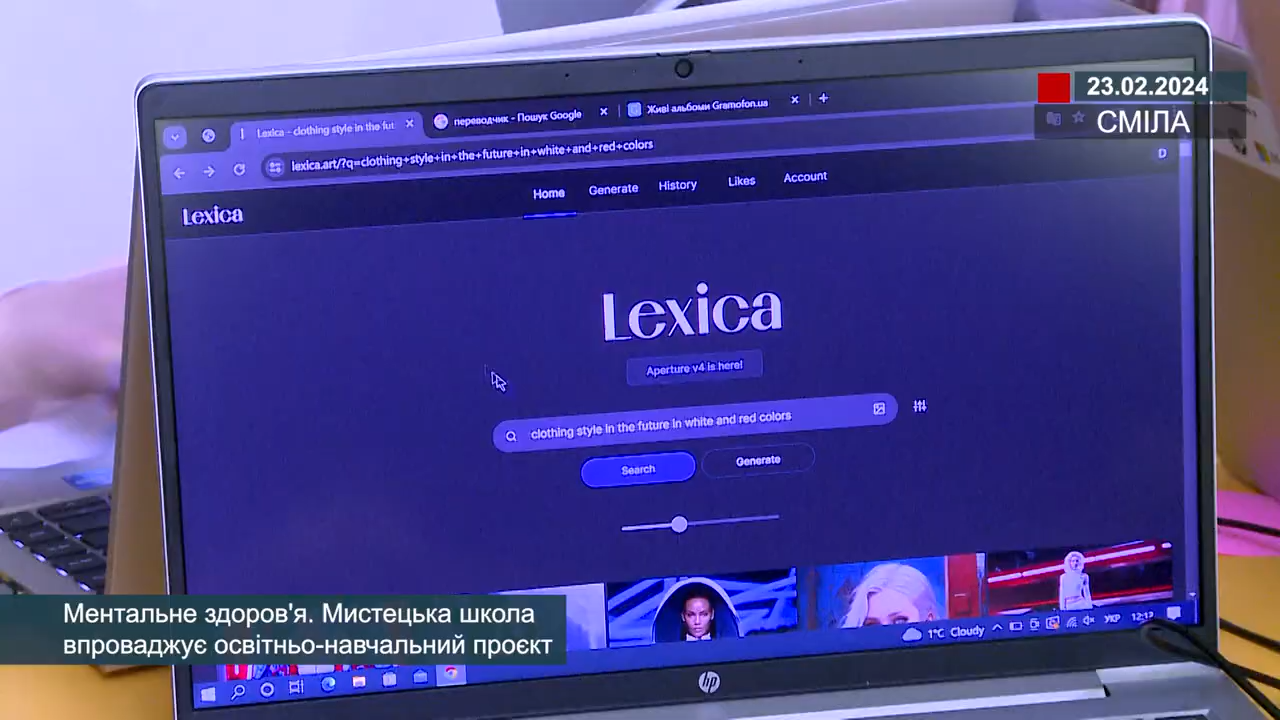 23.02.2024
СМІЛА
Lexica - clothing style in the fut
переводчик - Пошук Google
Живі альбоми Gramofon.ua
lexica.art/?q=clothing+style+in+the+future+in+white+and+red+colors
D
Lexica
Home
Generate
History
Likes
Account
Lexica
Aperture v4 is here!
clothing style in the future in white and red colors
Search
Generate
Ментальне здоров'я. Мистецька школа
впроваджує освітньо-навчальний проєкт
1°C Cloudy
УКР
12:12
hp